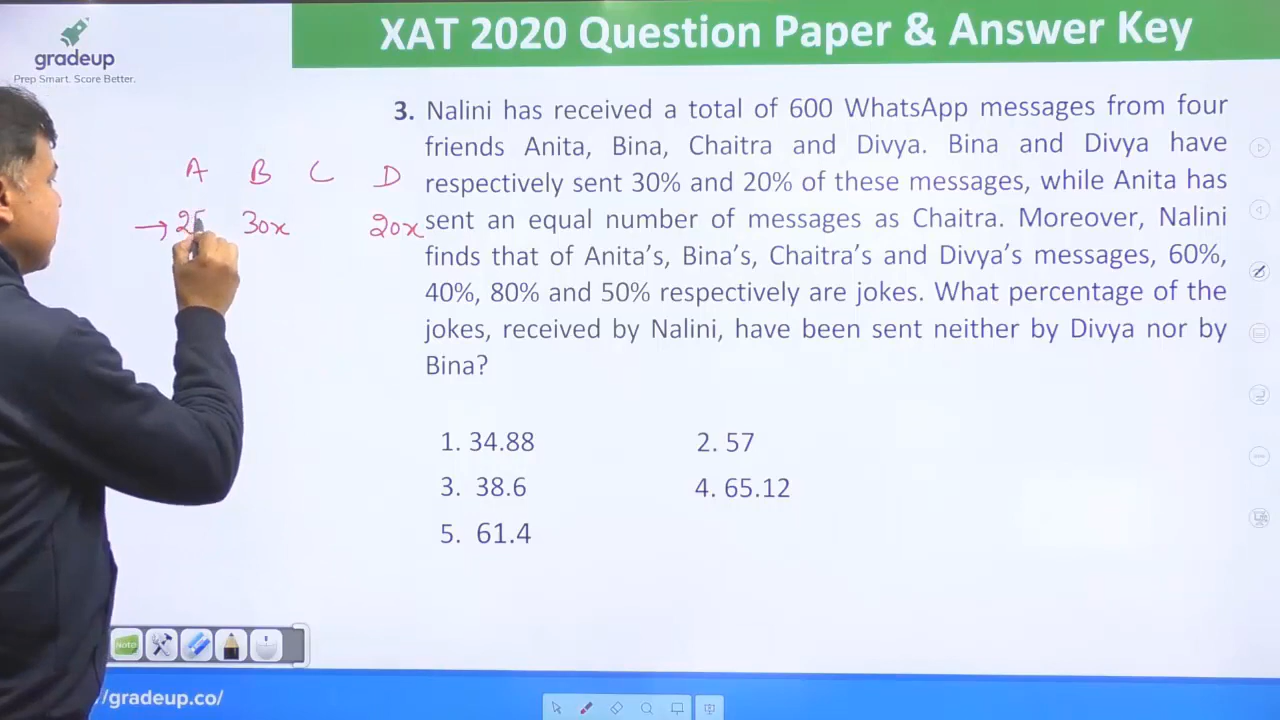 gradeup
Prep Smart. Score Better.
XAT 2020 Question Paper & Answer Key
3. Nalini has received a total of 600 WhatsApp messages from four
friends Anita, Bina, Chaitra and Divya. Bina and Divya have
respectively sent 30% and 20% of these messages, while Anita has
sent an equal number of messages as Chaitra. Moreover, Nalini
finds that of Anita’s, Bina’s, Chaitra’s and Divya’s messages, 60%,
40%, 80% and 50% respectively are jokes. What percentage of the
jokes, received by Nalini, have been sent neither by Divya nor by
Bina?
A B C D
→ 25 30x 20x
1. 34.88 2. 57
3. 38.6 4. 65.12
5. 61.4
Note
/gradeup.co/